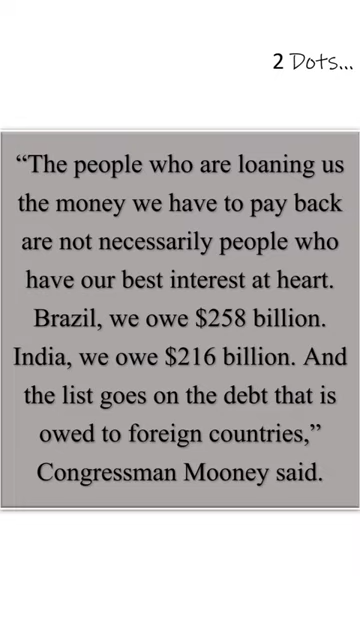 2 Dots...
“The people who are loaning us
the money we have to pay back
are not necessarily people who
have our best interest at heart.
Brazil, we owe $258 billion.
India, we owe $216 billion. And
the list goes on the debt that is
owed to foreign countries,”
Congressman Mooney said.